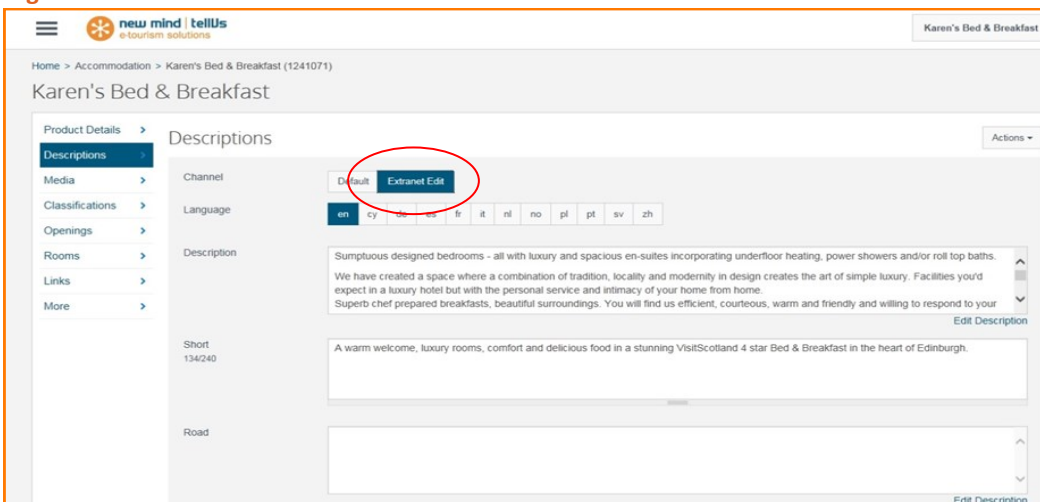 new mind | tellUs
e-tourism solutions
Karen's Bed & Breakfast
Home > Accommodation > Karen's Bed & Breakfast (1241071)
Karen's Bed & Breakfast
Product Details >
Descriptions
Actions
Descriptions >
Media >
Channel
Default Extranet Edit
Classifications >
Language
en cy de es fr it nl no pl pt sv zh
Openings >
Rooms >
Description
Sumptuous designed bedrooms - all with luxury and spacious en-suites incorporating underfloor heating, power showers and/or roll top baths.
We have created a space where a combination of tradition, locality and modernity in design creates the art of simple luxury. Facilities you'd
expect in a luxury hotel but with the personal service and intimacy of your home from home.
Superb chef prepared breakfasts, beautiful surroundings. You will find us efficient, courteous, warm and friendly and willing to respond to your
Links >
More >
Edit Description
Short
134/240
A warm welcome, luxury rooms, comfort and delicious food in a stunning VisitScotland 4 star Bed & Breakfast in the heart of Edinburgh.
Road
Edit Description